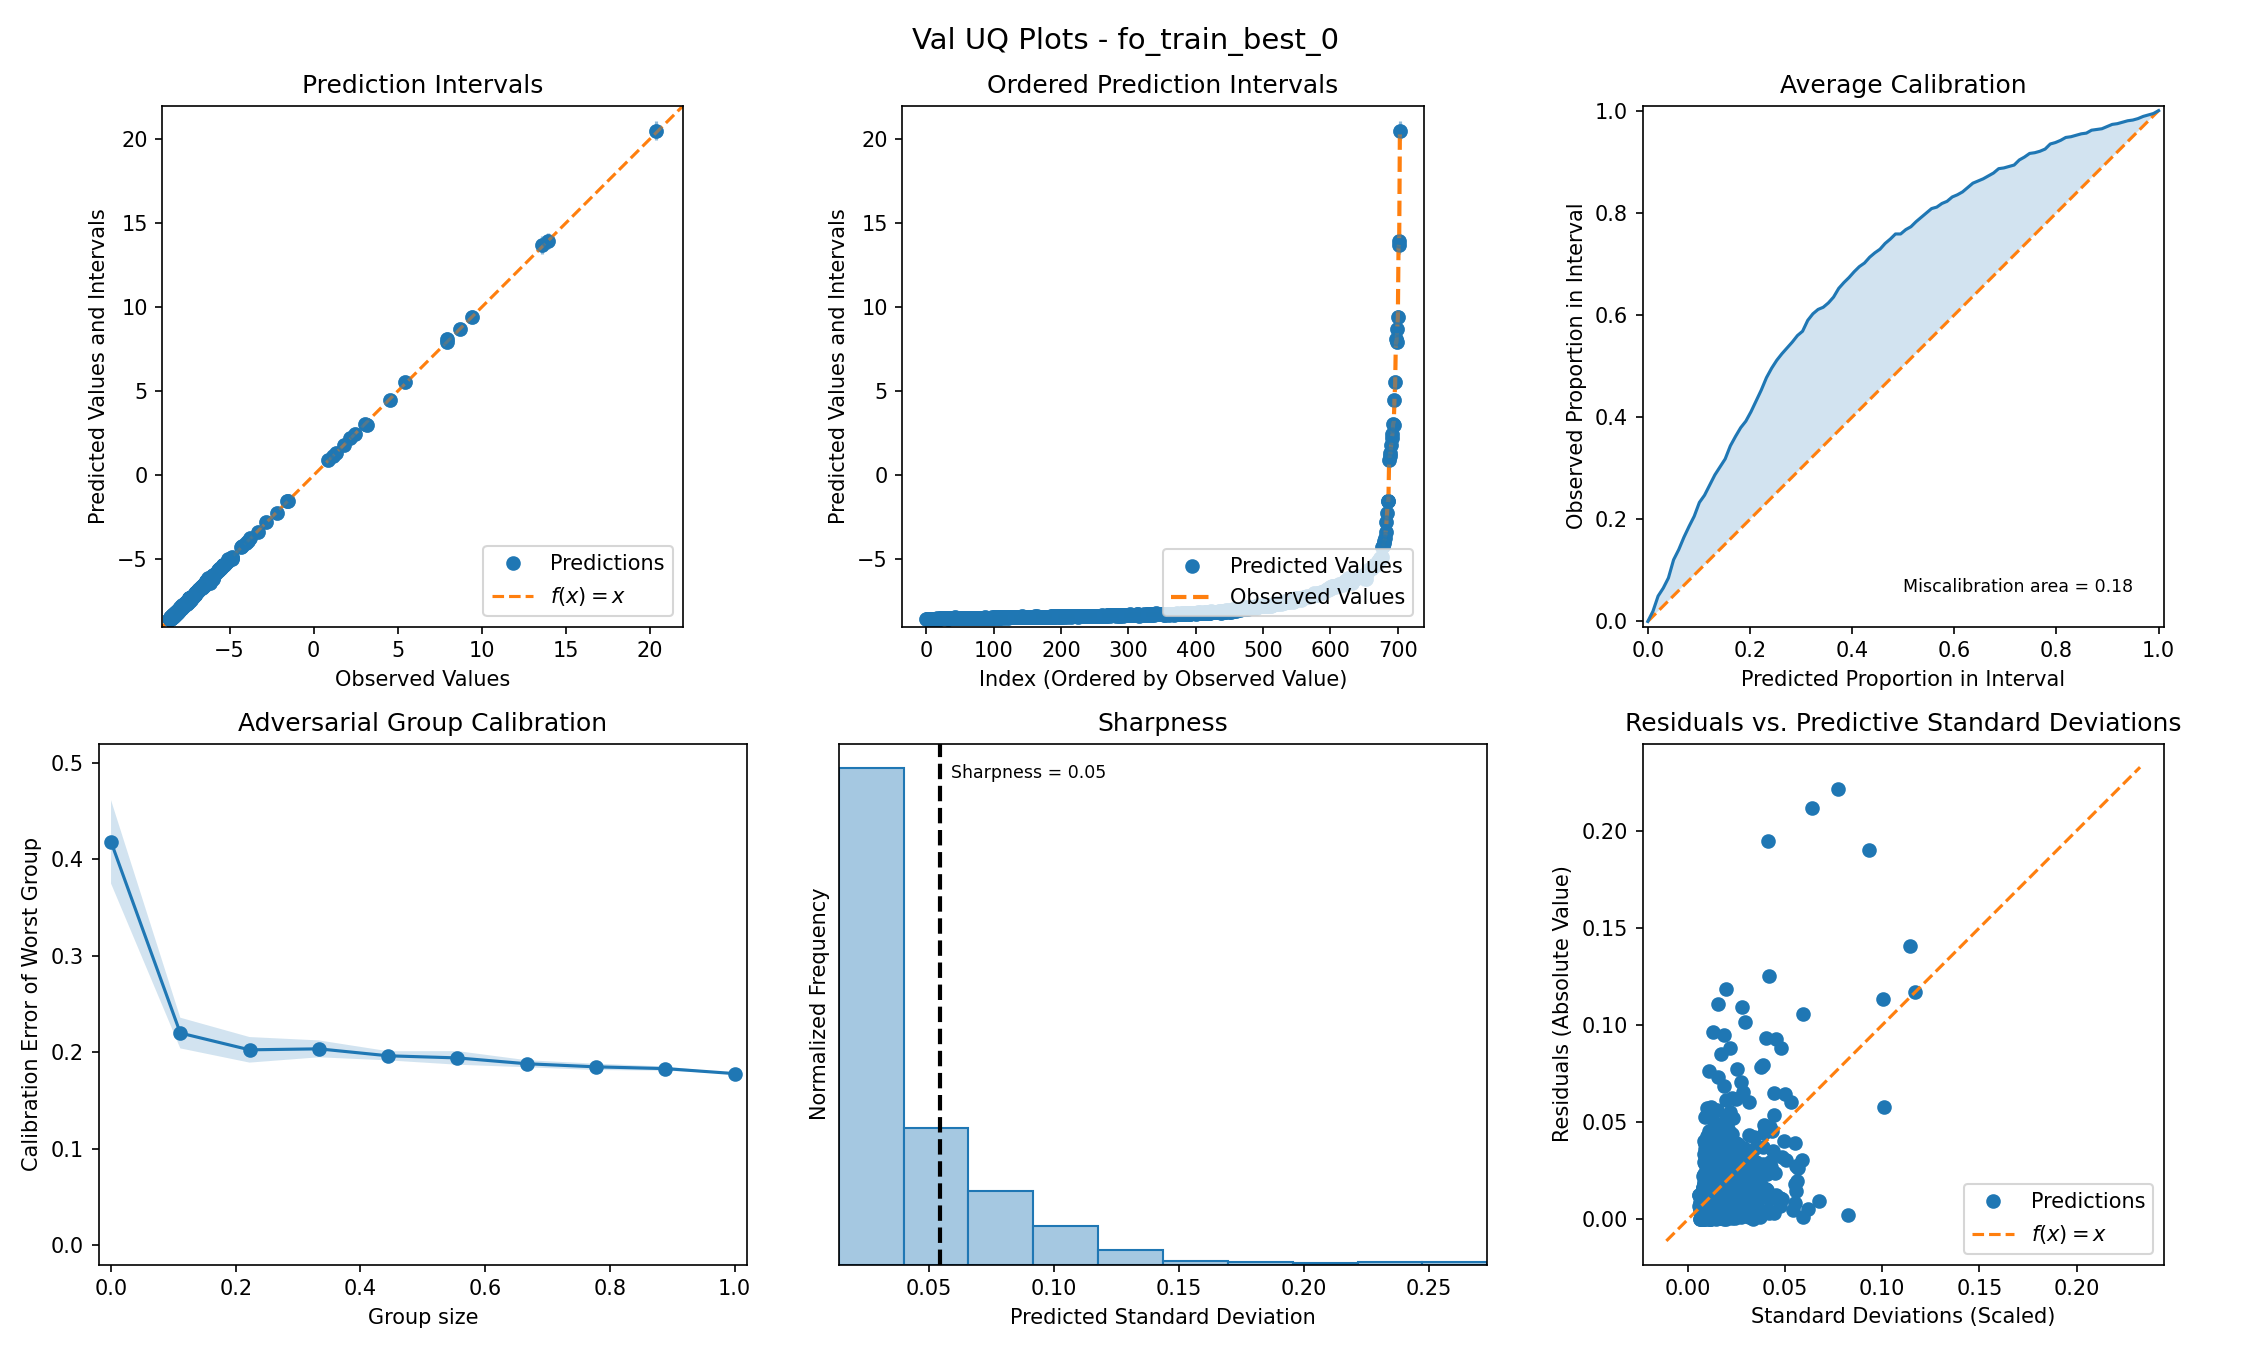 Val UQ Plots - fo_train_best_0
Prediction Intervals
Predicted Values and Intervals
20
15
10
5
0
−5
−5
0
5
10
15
20
Observed Values
Predictions
f(x) = x
Ordered Prediction Intervals
Predicted Values and Intervals
20
15
10
5
0
−5
0
100
200
300
400
500
600
700
Index (Ordered by Observed Value)
Predicted Values
Observed Values
Average Calibration
Observed Proportion in Interval
1.0
0.8
0.6
0.4
0.2
0.0
0.0
0.2
0.4
0.6
0.8
1.0
Predicted Proportion in Interval
Miscalibration area = 0.18
Adversarial Group Calibration
Calibration Error of Worst Group
0.5
0.4
0.3
0.2
0.1
0.0
0.0
0.2
0.4
0.6
0.8
1.0
Group size
Sharpness
Sharpness = 0.05
Normalized Frequency
0.05
0.10
0.15
0.20
0.25
Predicted Standard Deviation
Residuals vs. Predictive Standard Deviations
Residuals (Absolute Value)
0.20
0.15
0.10
0.05
0.00
0.00
0.05
0.10
0.15
0.20
Standard Deviations (Scaled)
Predictions
f(x) = x